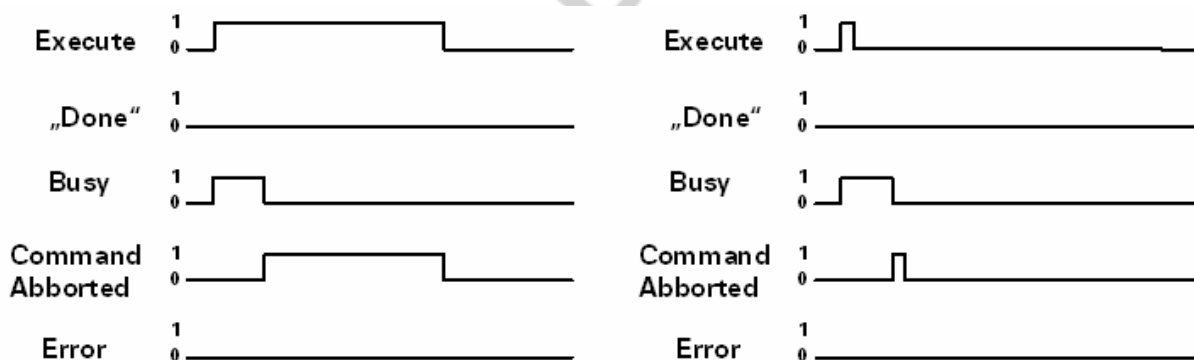 Execute 1 0
„Done“ 1 0
Busy 1 0
Command
Abborted 1 0
Error 1 0
Execute 1 0
„Done“ 1 0
Busy 1 0
Command
Abborted 1 0
Error 1 0